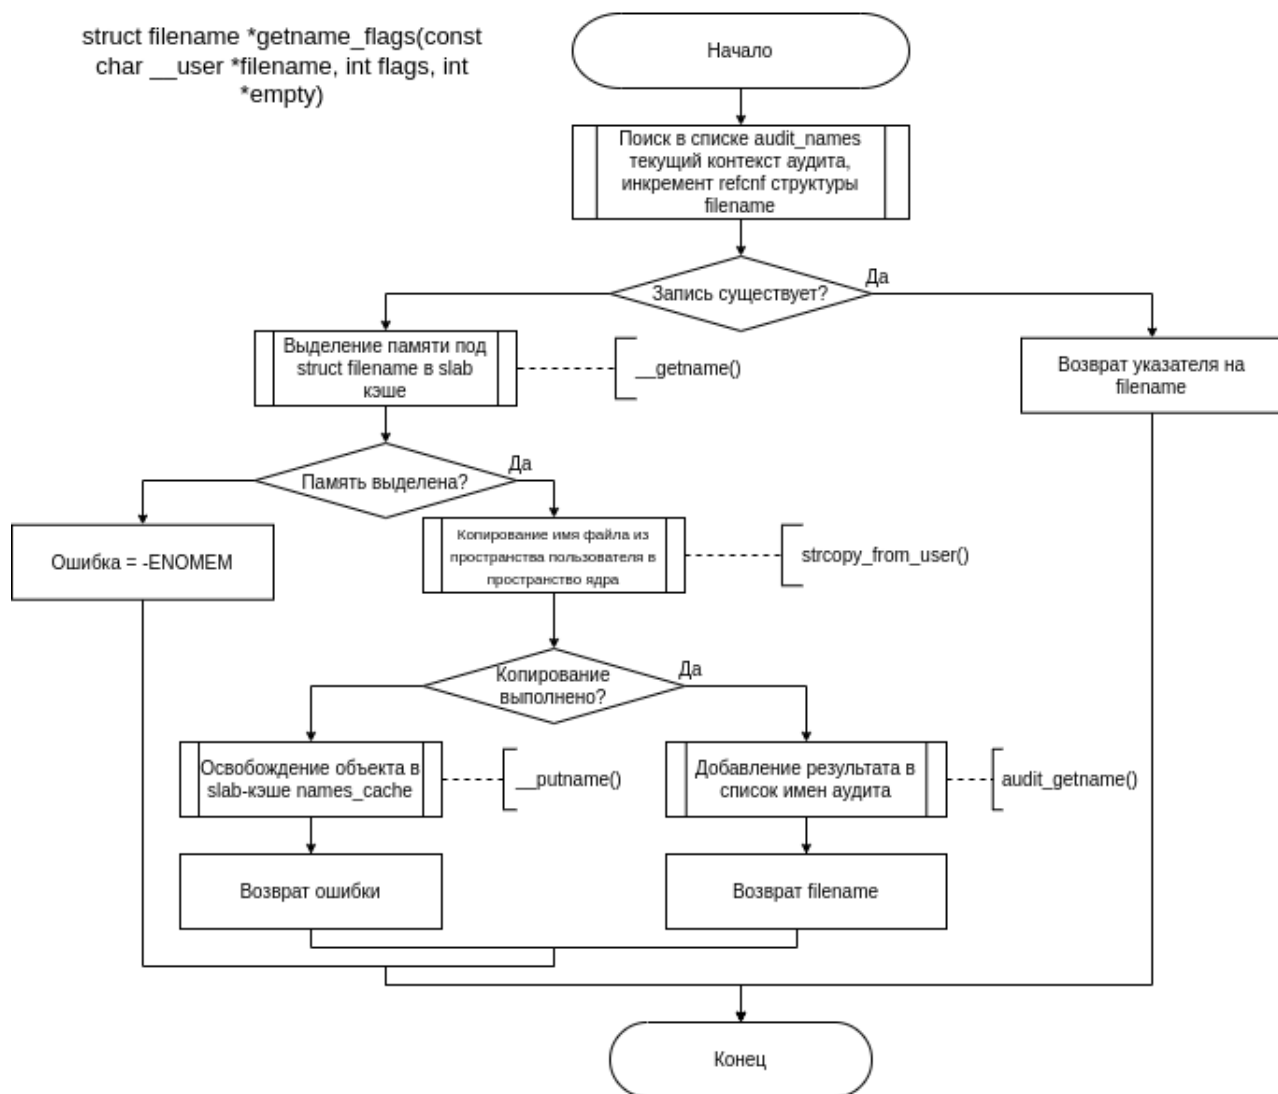 struct filename *getname_flags(const
char __user *filename, int flags, int
*empty)
Начало
Поиск в списке audit_names
текущий контекст аудита,
инкремент refcnf структуры
filename
Запись существует?
Да
Выделение памяти под
struct filename в slab
кэше
__getname()
Возврат указателя на
filename
Память выделена?
Да
Ошибка = -ENOMEM
Копирование имя файла из
пространства пользователя в
пространство ядра
strcopy_from_user()
Копирование
выполнено?
Да
Освобождение объекта в
slab-кэше names_cache
__putname()
Добавление результата в
список имен аудита
audit_getname()
Возврат ошибки
Возврат filename
Конец